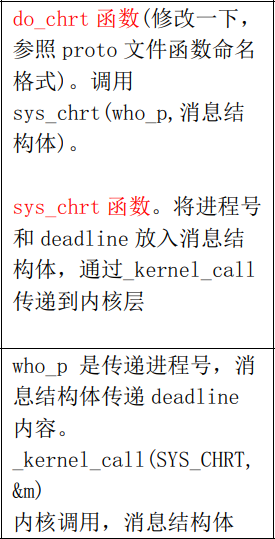 do_chrt 函数(修改一下，
参照 proto 文件函数命名
格式)。调用
sys_chrt(who_p,消息结
构体)。
sys_chrt 函数。将进程号
和 deadline 放入消息结
构体，通过_kernel_call
传递到内核层
who_p 是传递进程号，消
息结构体传递 deadline
内容。
_kernel_call(SYS_CHRT,
&m)
内核调用，消息结构体